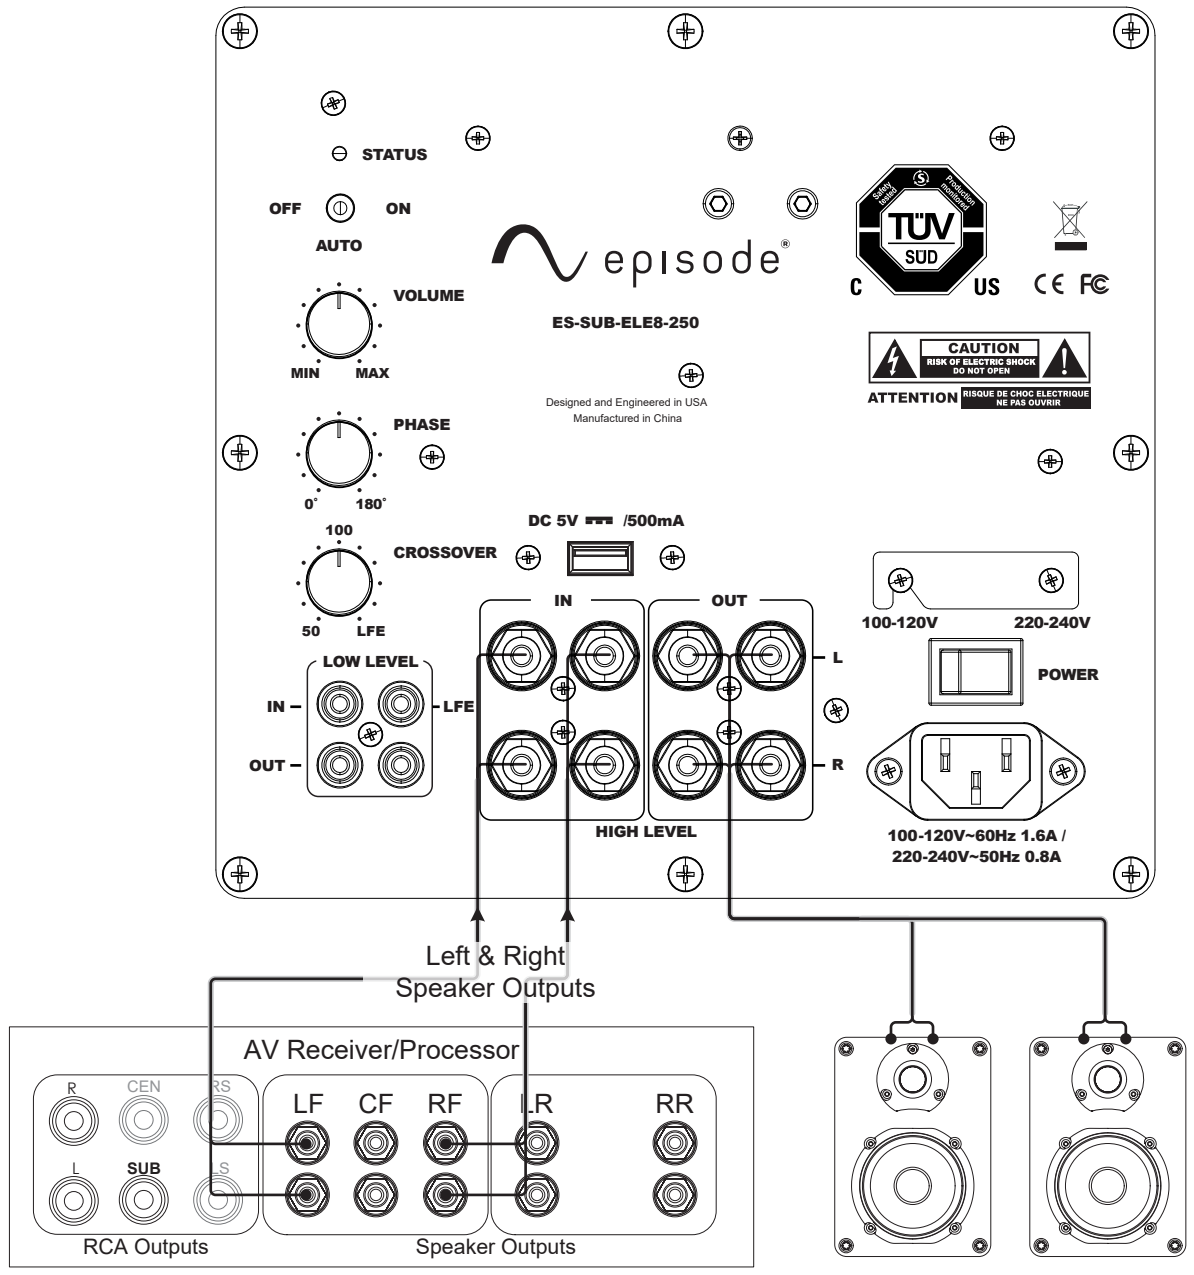 STATUS
OFF ON
AUTO
VOLUME
MIN MAX
PHASE
0° 180°
100
CROSSOVER
50 LFE
LOW LEVEL
IN LFE
OUT
episode®
ES-SUB-ELE8-250
Designed and Engineered in USA
Manufactured in China
Safety tested
S
Production monitored
TÜV
SÜD
C US
CE FC
CAUTION
RISK OF ELECTRIC SHOCK
DO NOT OPEN
ATTENTION
RISQUE DE CHOC ELECTRIQUE
NE PAS OUVRIR
DC 5V /500mA
IN OUT
L
R
HIGH LEVEL
100-120V 220-240V
POWER
100-120V~60Hz 1.6A /
220-240V~50Hz 0.8A
Left & Right
Speaker Outputs
AV Receiver/Processor
R CEN RS
L SUB LS
RCA Outputs
LF CF RF LR RR
Speaker Outputs